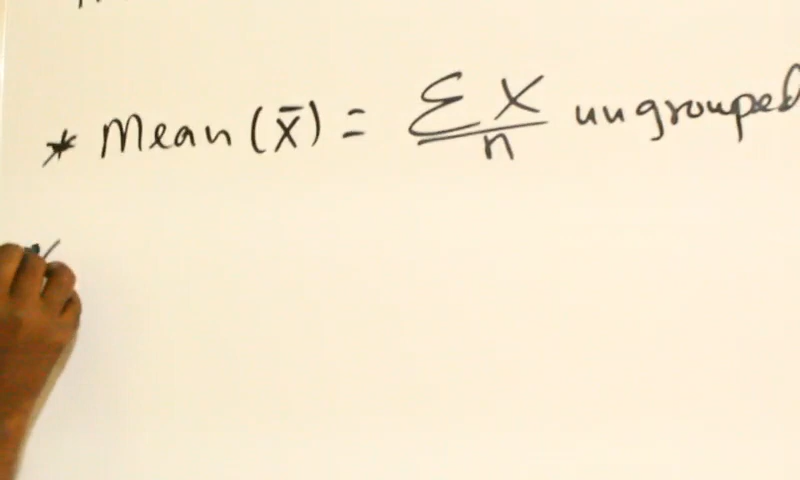 * Mean (x̄) = Σx/n ungrouped